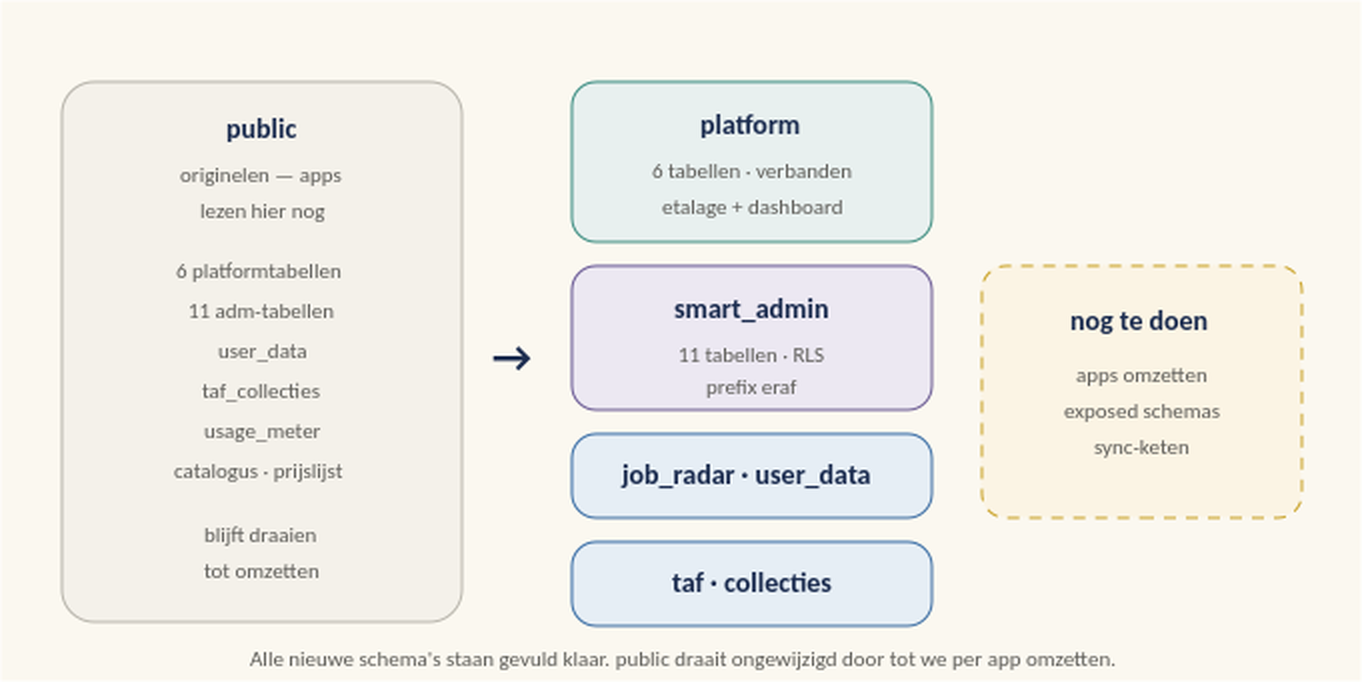 public
originelen — apps
lezen hier nog
6 platformtabellen
11 adm-tabellen
user_data
taf_collecties
usage_meter
catalogus · prijslijst
blijft draaien
tot omzetten
→
platform
6 tabellen · verbanden
etalage + dashboard
smart_admin
11 tabellen · RLS
prefix eraf
job_radar · user_data
taf · collecties
nog te doen
apps omzetten
exposed schemas
sync-keten
Alle nieuwe schema's staan gevuld klaar. public draait ongewijzigd door tot we per app omzetten.